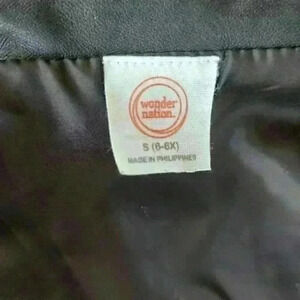 wonder
nation.
S (6-6X)
MADE IN PHILIPPINES